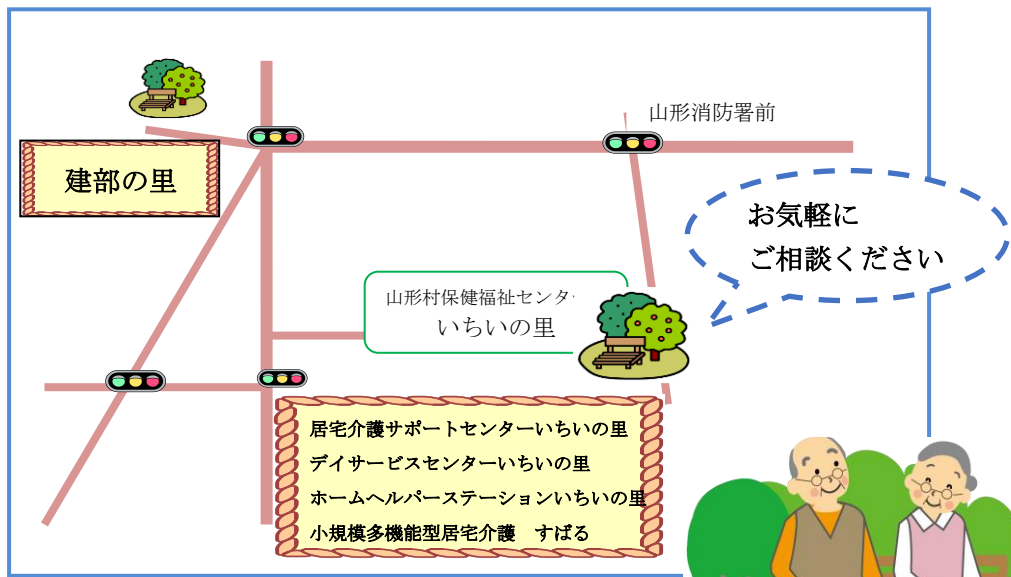 山形消防署前
建部の里
お気軽に
ご相談ください
山形村保健福祉センタ
いちいの里
居宅介護サポートセンターいちいの里
デイサービスセンターいちいの里
ホームヘルパーステーションいちいの里
小規模多機能型居宅介護　すばる